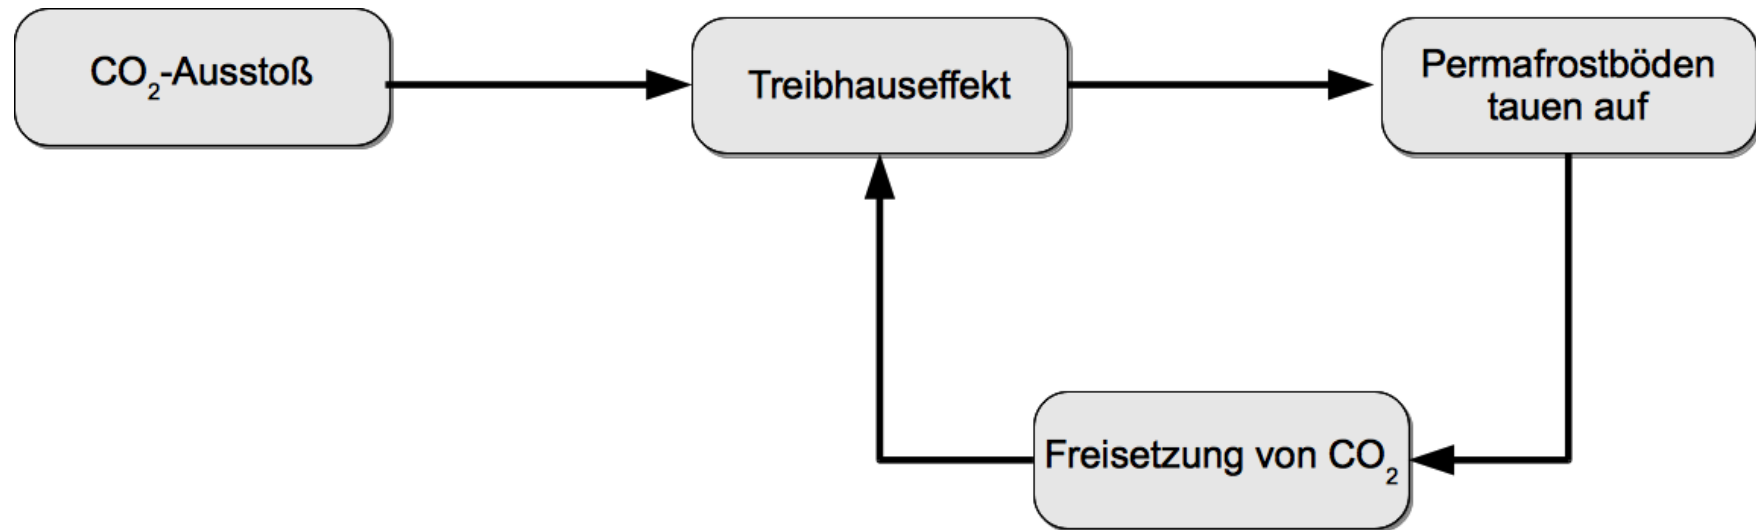 CO₂-Ausstoß
Treibhauseffekt
Permafrostböden
tauen auf
Freisetzung von CO₂